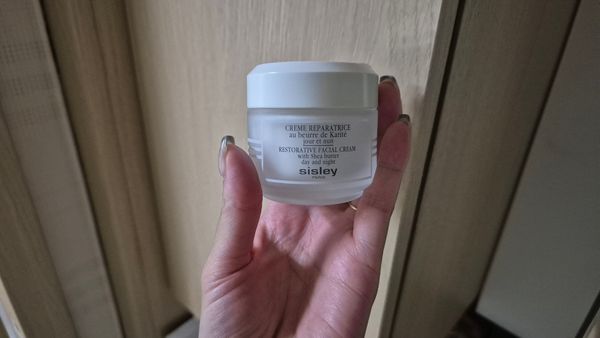 CREME REPARATRICE
au beurre de Karité
jour et nuit
RESTORATIVE FACIAL CREAM
with Shea butter
day and night
sisley
PARIS